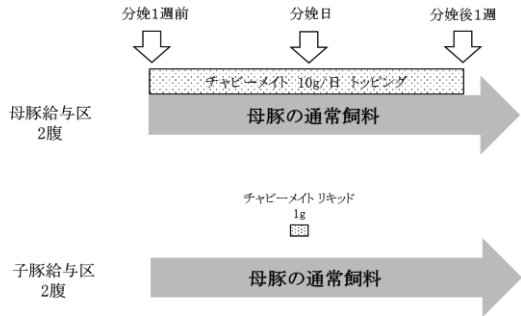 分娩1週前
分娩日
分娩後1週
チャビーメイト 10g/日 トッピング
母豚給与区
2腹
母豚の通常飼料
チャビーメイト リキッド
1g
子豚給与区
2腹
母豚の通常飼料